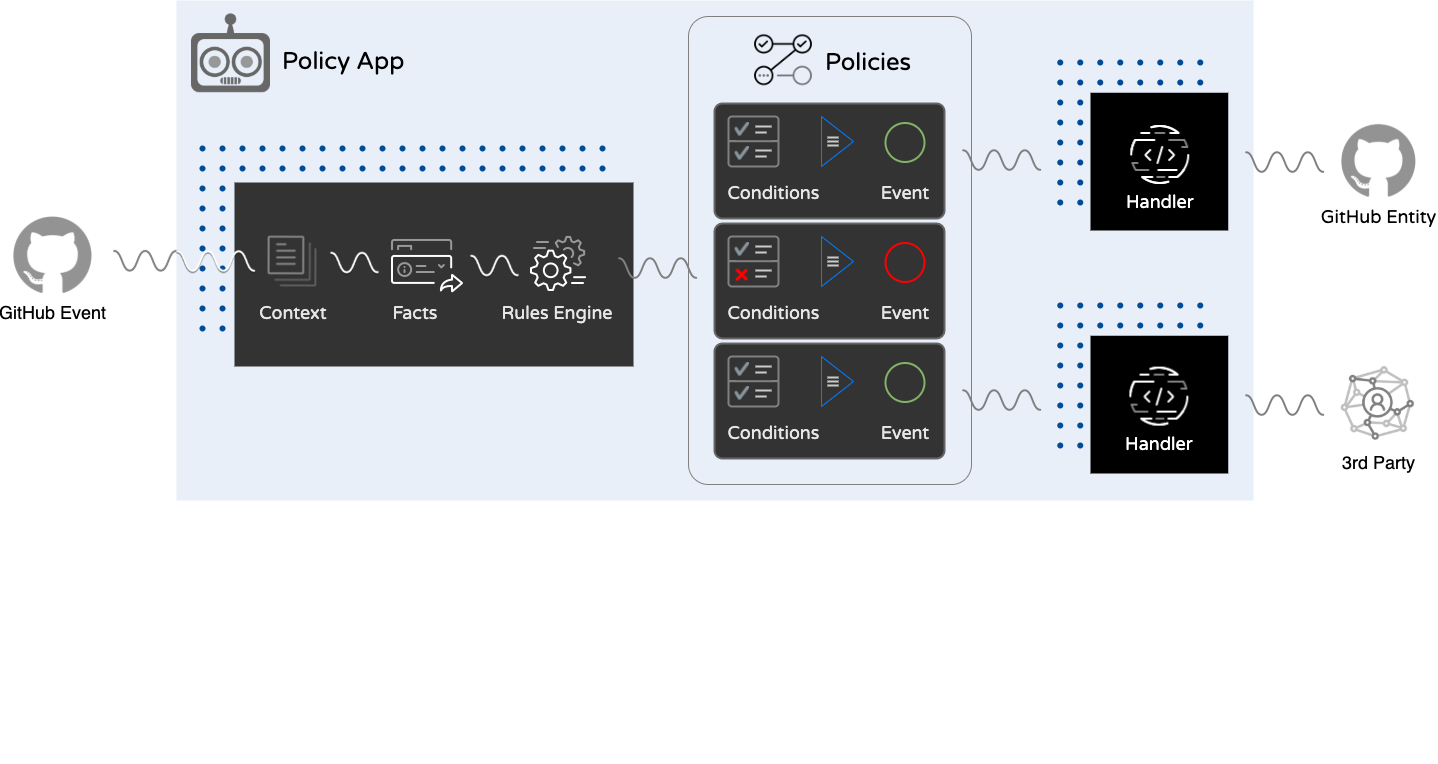 Policy App
Policies
GitHub Event
Context
Facts
Rules Engine
Conditions
Event
Conditions
Event
Conditions
Event
Handler
GitHub Entity
Handler
3rd Party